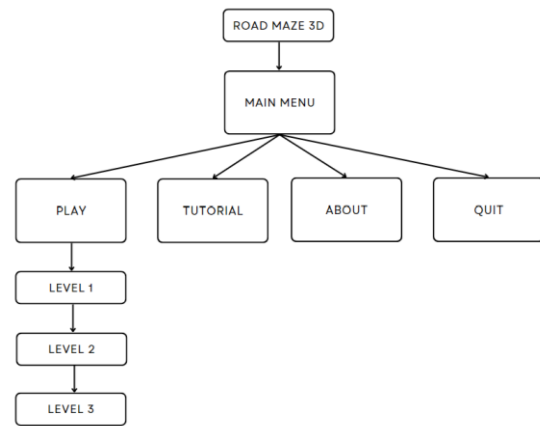 ROAD MAZE 3D
MAIN MENU
PLAY
TUTORIAL
ABOUT
QUIT
LEVEL 1
LEVEL 2
LEVEL 3